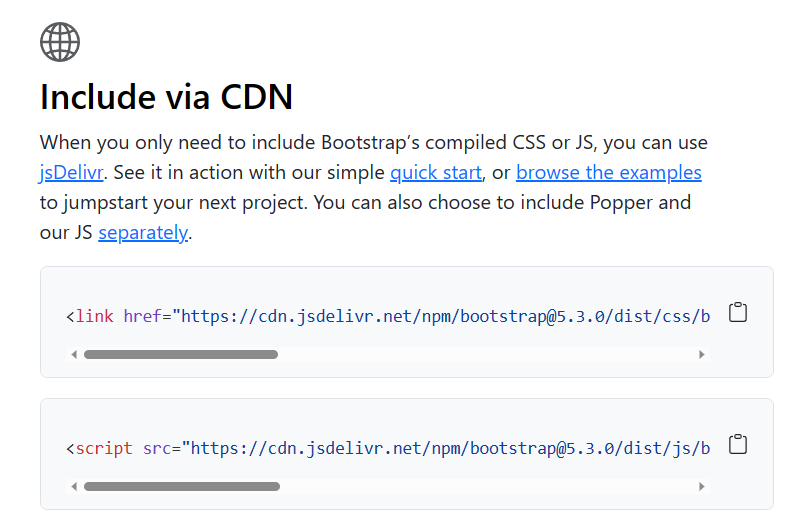 Include via CDN
When you only need to include Bootstrap’s compiled CSS or JS, you can use
jsDelivr. See it in action with our simple quick start, or browse the examples
to jumpstart your next project. You can also choose to include Popper and
our JS separately.
<link href="https://cdn.jsdelivr.net/npm/bootstrap@5.3.0/dist/css/b
<script src="https://cdn.jsdelivr.net/npm/bootstrap@5.3.0/dist/js/b